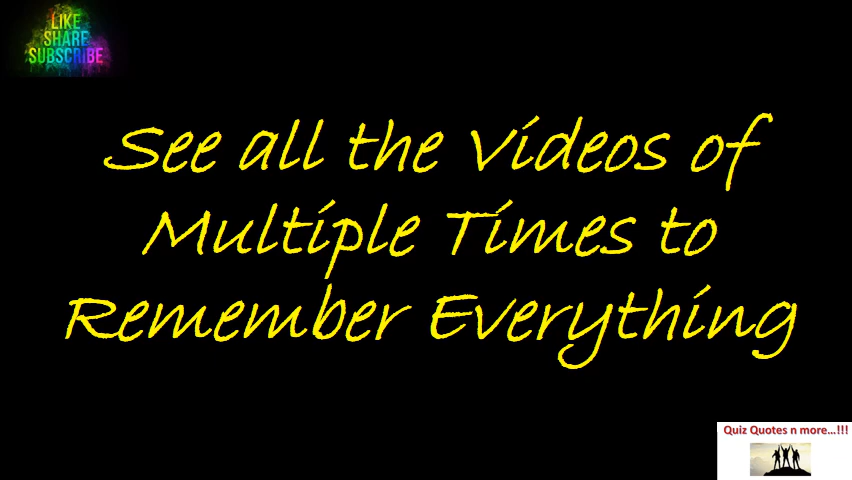 LIKE
SHARE
SUBSCRIBE
See all the Videos of
Multiple Times to
Remember Everything
Quiz Quotes n more...!!!